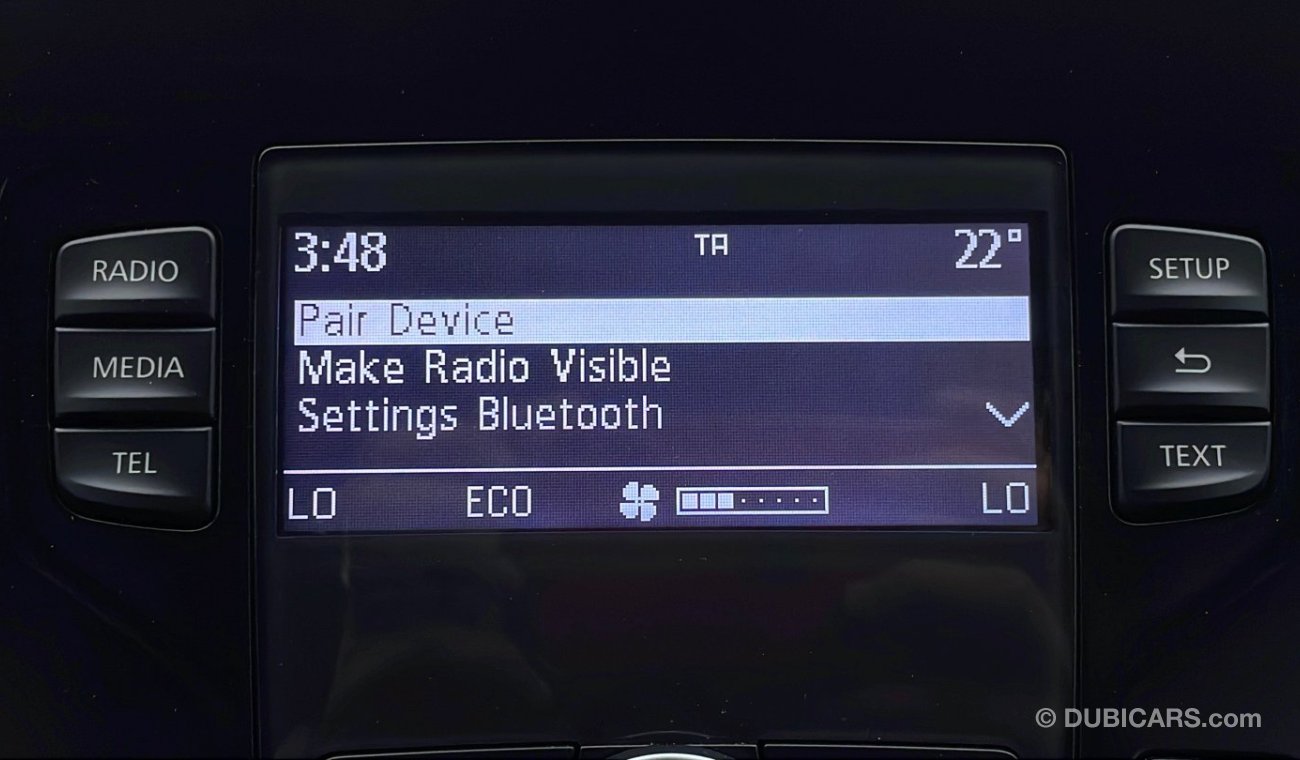 RADIO
MEDIA
TEL
3:48 TA 22°
Pair Device
Make Radio Visible
Settings Bluetooth
LO ECO LO
SETUP
TEXT
© DUBICARS.com